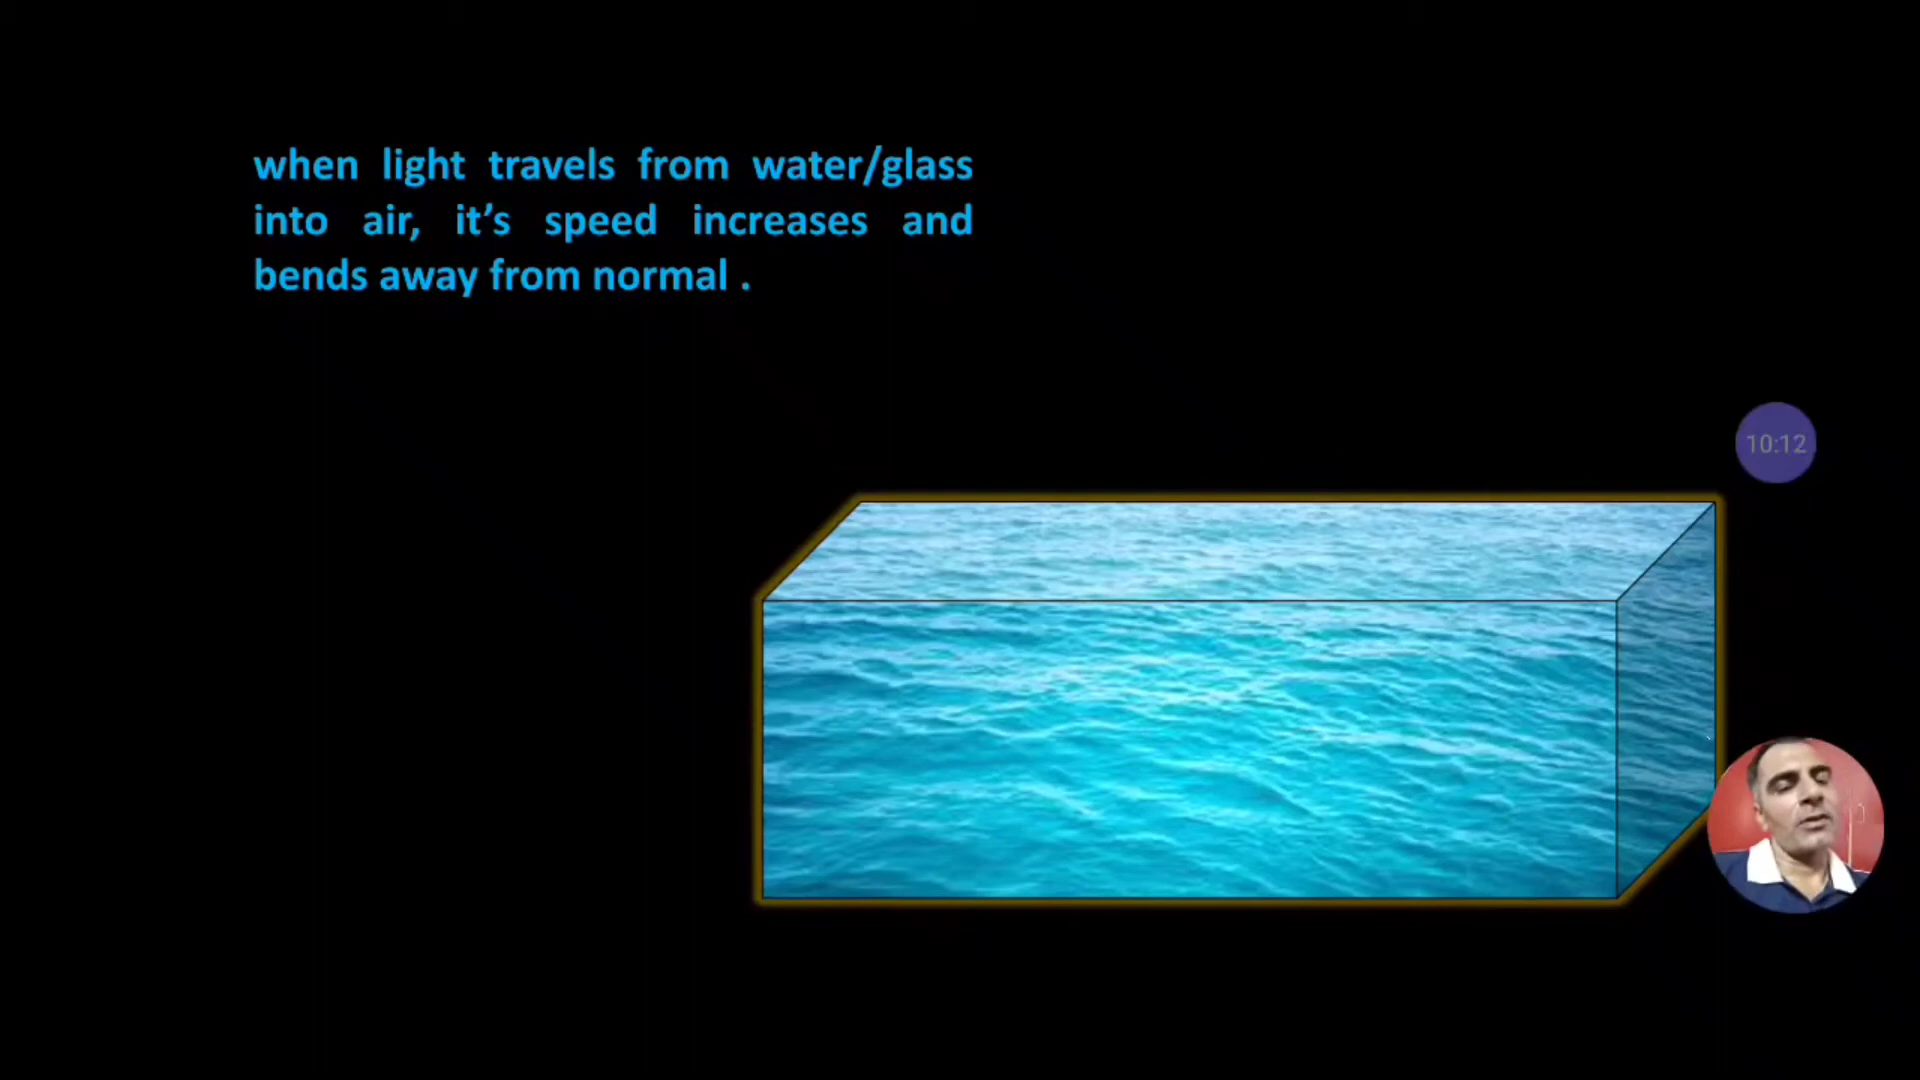 when light travels from water/glass
into air, it’s speed increases and
bends away from normal .
10:12